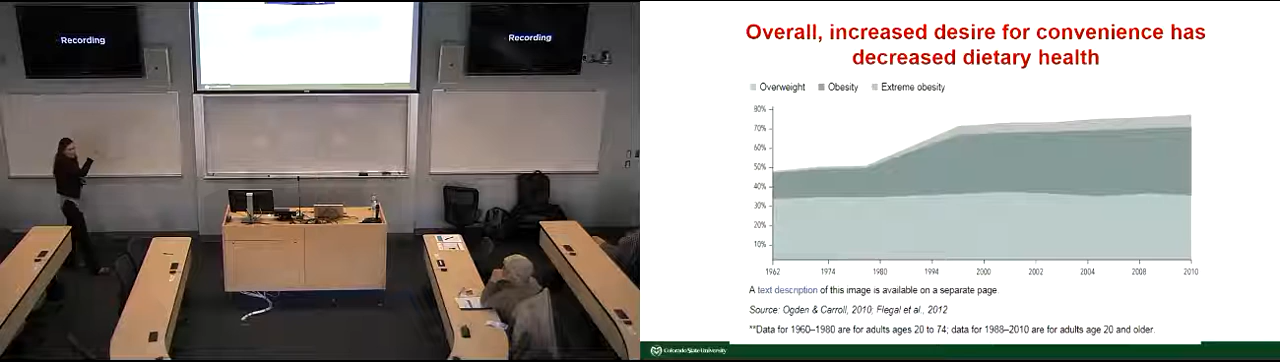 Recording
Recording
Overall, increased desire for convenience has
decreased dietary health
Overweight Obesity Extreme obesity
80%
70%
60%
50%
40%
30%
20%
10%
1962 1974 1980 1994 2000 2002 2004 2008 2010
A text description of this image is available on a separate page.
Source: Ogden & Carroll, 2010; Flegal et al., 2012
**Data for 1960–1980 are for adults ages 20 to 74; data for 1988–2010 are for adults age 20 and older.
Colorado State University